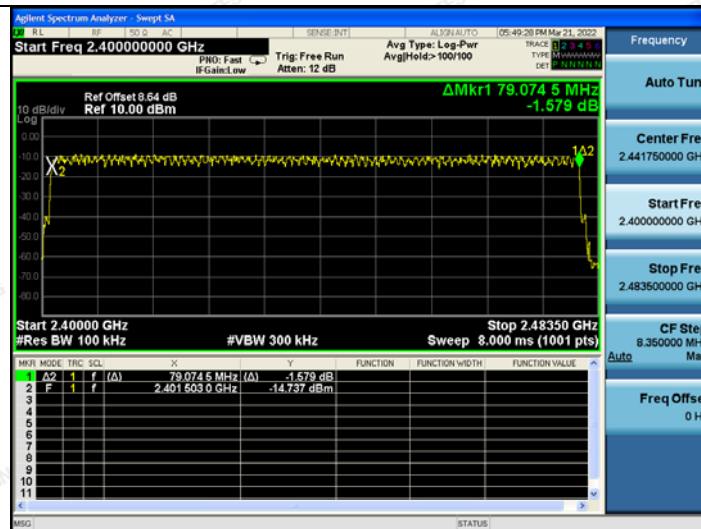 Agilent Spectrum Analyzer - Swept SA
RL RF 50 Ω AC SENSE:INT ALIGN AUTO 05:49:28 PM Mar 21, 2022
Start Freq 2.400000000 GHz
PNO: Fast
IFGain:Low
Trig: Free Run
Atten: 12 dB
Avg Type: Log-Pwr
Avg|Hold:> 100/100
TRACE 1 2 3 4 5 6
TYPE MWWWWW
DET P N N N N N
Ref Offset 8.64 dB
Ref 10.00 dBm
10 dB/div
Log
ΔMkr1 79.074 5 MHz
-1.579 dB
0.00
-10.0
-20.0
-30.0
-40.0
-50.0
-60.0
-70.0
-80.0
X2
1Δ2
Start 2.40000 GHz Stop 2.48350 GHz
#Res BW 100 kHz #VBW 300 kHz Sweep 8.000 ms (1001 pts)
MKR MODE TRC SCL X Y FUNCTION FUNCTION WIDTH FUNCTION VALUE
1 Δ2 1 f (Δ) 79.074 5 MHz (Δ) -1.579 dB
2 F 1 f 2.401 503 0 GHz -14.737 dBm
3
4
5
6
7
8
9
10
11
MSG STATUS
Frequency
Auto Tun
Center Fre
2.441750000 GH
Start Fre
2.400000000 GH
Stop Fre
2.483500000 GH
CF Ste
8.350000 MH
Auto Ma
Freq Offse
0 H